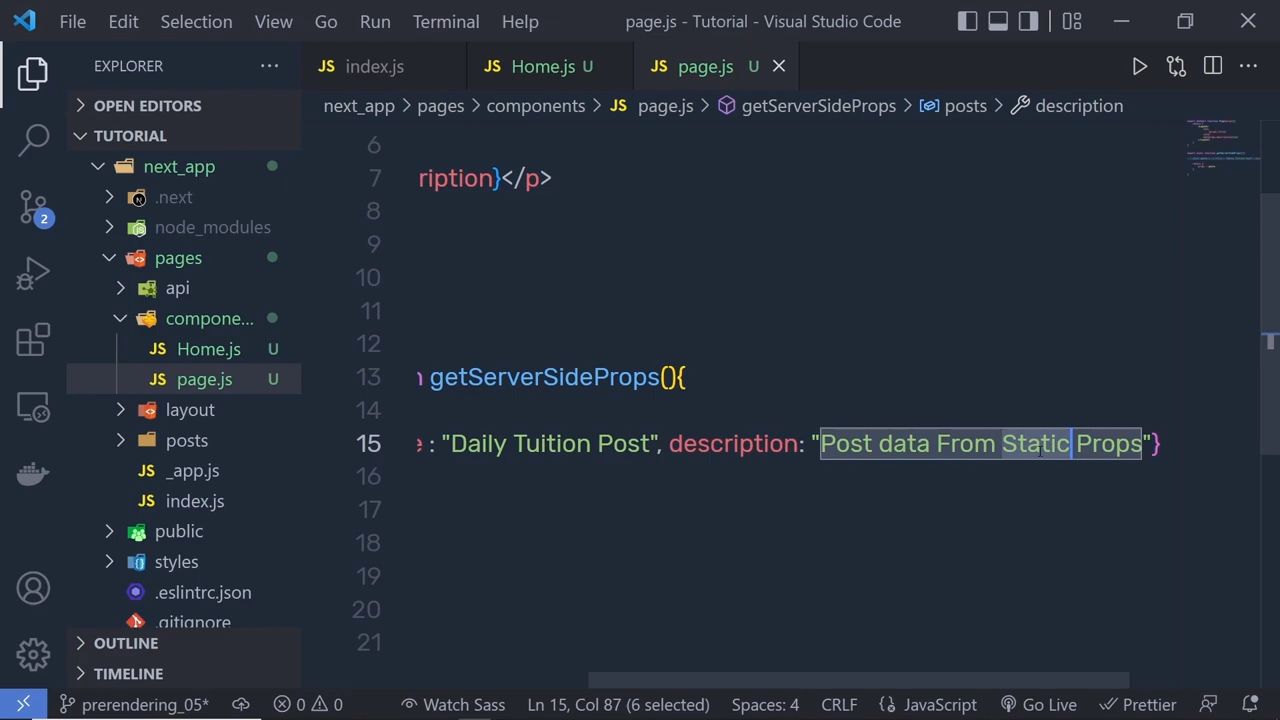 File Edit Selection View Go Run Terminal Help page.js - Tutorial - Visual Studio Code
EXPLORER
index.js
Home.js U
page.js U
OPEN EDITORS
next_app > pages > components > page.js > getServerSideProps > posts > description
TUTORIAL
next_app
.next
node_modules
pages
api
compone...
Home.js U
page.js U
layout
posts
_app.js
index.js
public
styles
.eslintrc.json
.gitignore
OUTLINE
TIMELINE
2
6
7 ription}</p>
8
9
10
11
12
13 n getServerSideProps(){
14
15 e : "Daily Tuition Post", description: "Post data From Static Props"}
16
17
18
19
20
21
prerendering_05* 0 0 Watch Sass Ln 15, Col 87 (6 selected) Spaces: 4 CRLF JavaScript Go Live Prettier